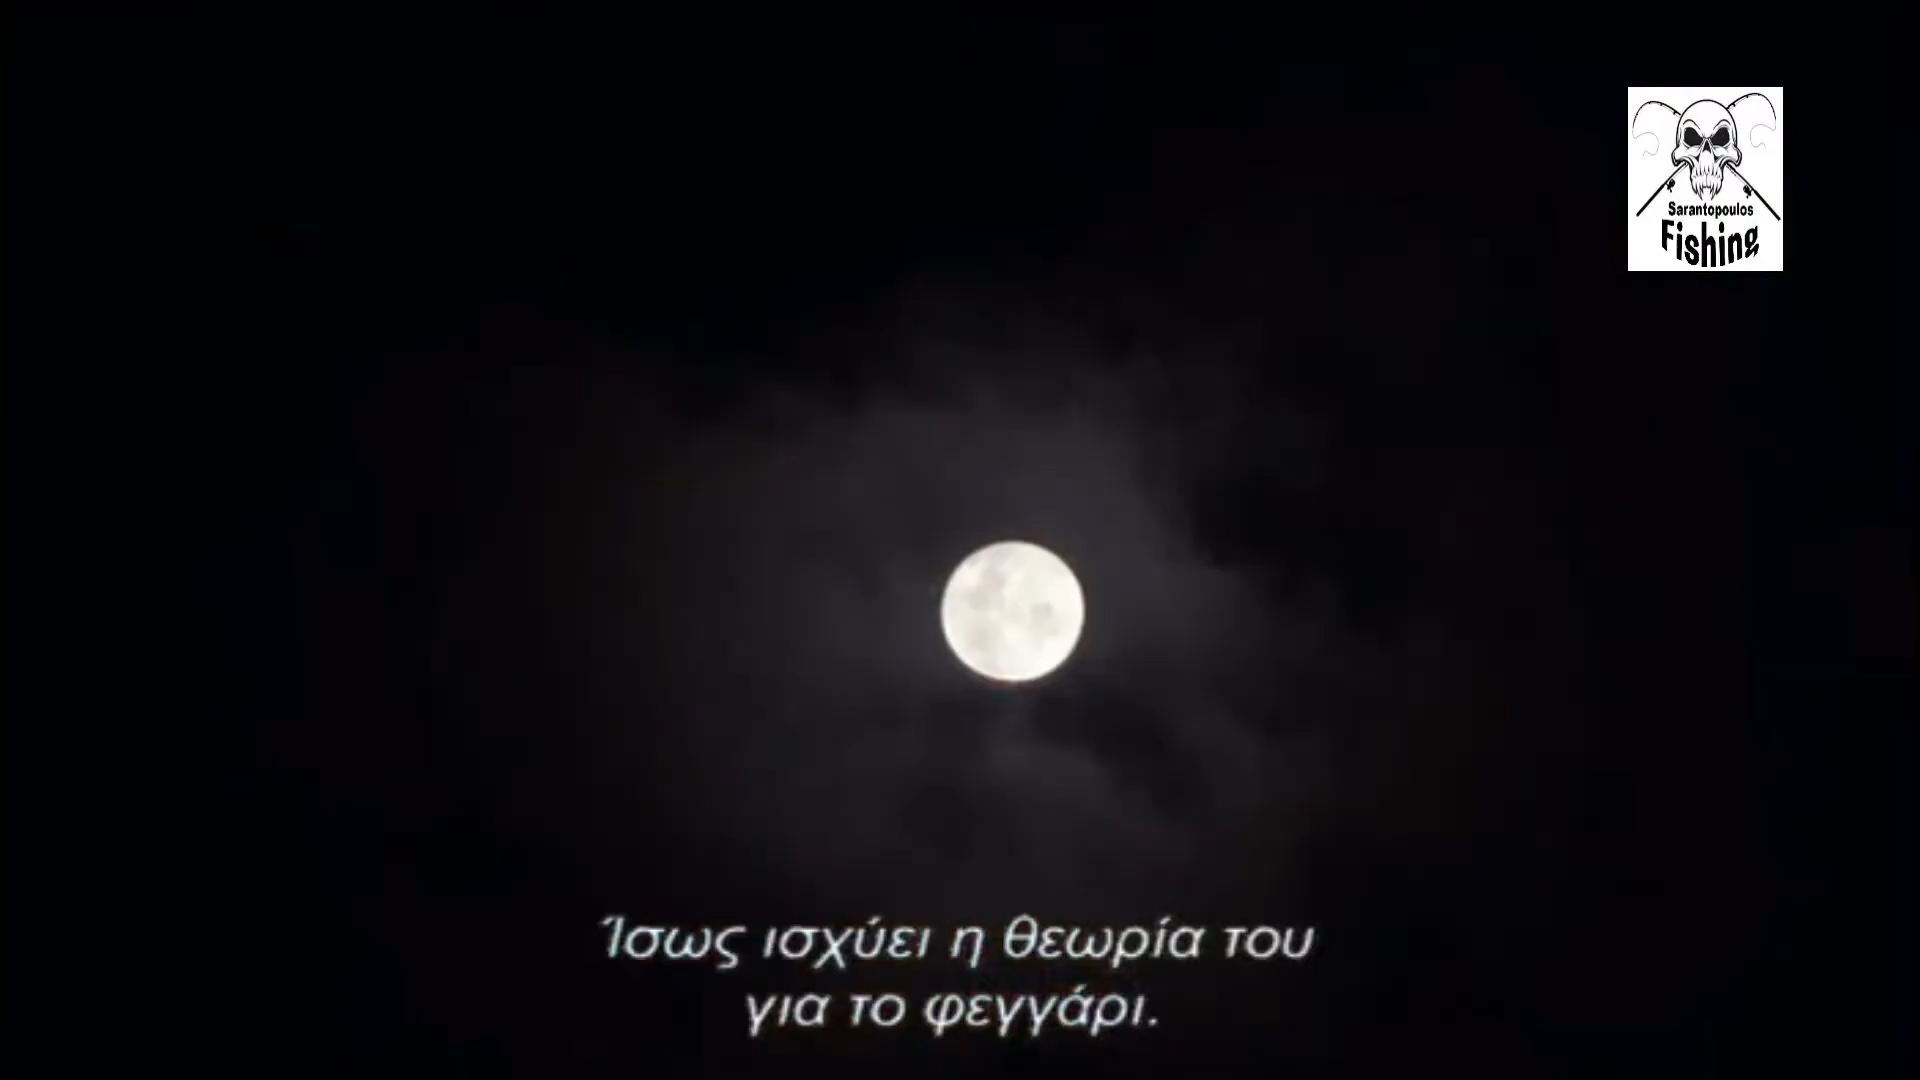 Sarantopoulos
Fishing
Ίσως ισχύει η θεωρία του
για το φεγγάρι.